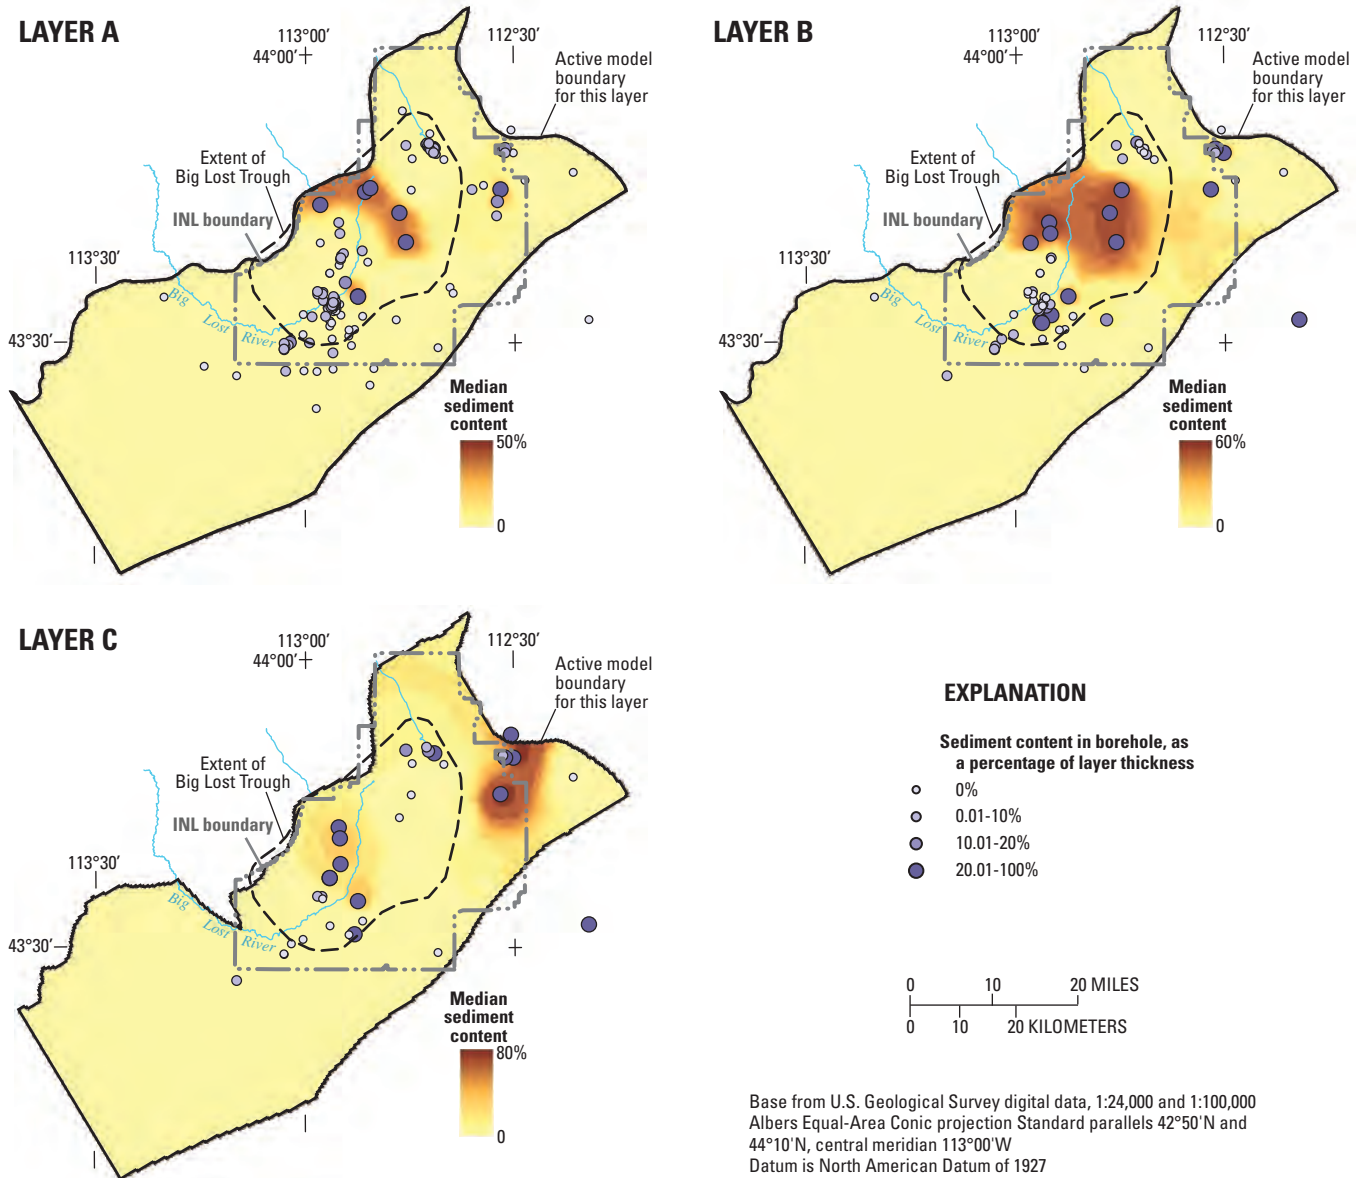 LAYER A
113°00'
44°00'
112°30'
Active model
boundary
for this layer
Extent of
Big Lost Trough
INL boundary
113°30'
Big
Lost
River
43°30'
Median
sediment
content
50%
0
LAYER B
113°00'
44°00'
112°30'
Active model
boundary
for this layer
Extent of
Big Lost Trough
INL boundary
113°30'
Big
Lost
River
43°30'
Median
sediment
content
60%
0
LAYER C
113°00'
44°00'
112°30'
Active model
boundary
for this layer
Extent of
Big Lost Trough
INL boundary
113°30'
Big
Lost
River
43°30'
Median
sediment
content
80%
0
EXPLANATION
Sediment content in borehole, as
a percentage of layer thickness
0%
0.01-10%
10.01-20%
20.01-100%
0 10 20 MILES
0 10 20 KILOMETERS
Base from U.S. Geological Survey digital data, 1:24,000 and 1:100,000
Albers Equal-Area Conic projection Standard parallels 42°50'N and
44°10'N, central meridian 113°00'W
Datum is North American Datum of 1927